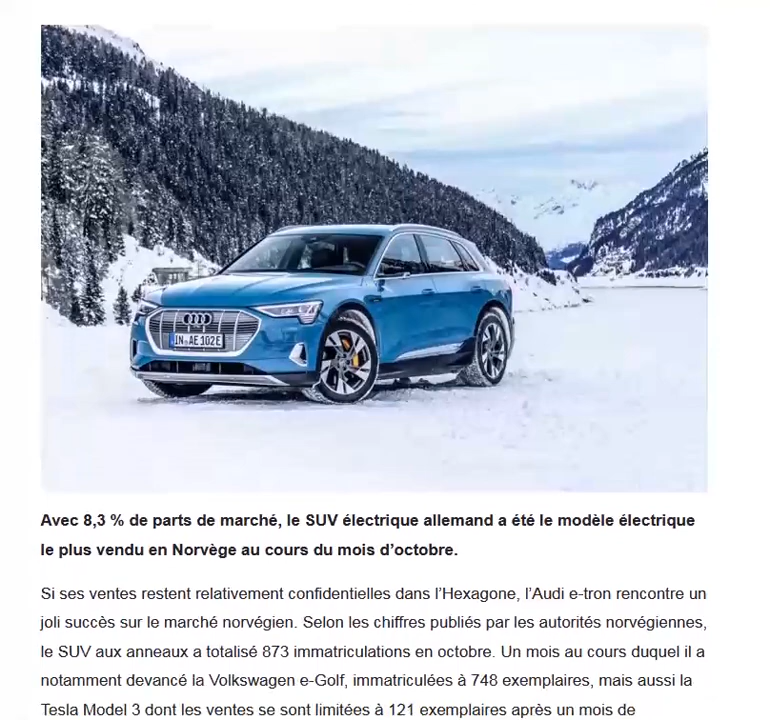 IN AE 102E
Avec 8,3 % de parts de marché, le SUV électrique allemand a été le modèle électrique
le plus vendu en Norvège au cours du mois d’octobre.
Si ses ventes restent relativement confidentielles dans l’Hexagone, l’Audi e-tron rencontre un
joli succès sur le marché norvégien. Selon les chiffres publiés par les autorités norvégiennes,
le SUV aux anneaux a totalisé 873 immatriculations en octobre. Un mois au cours duquel il a
notamment devancé la Volkswagen e-Golf, immatriculées à 748 exemplaires, mais aussi la
Tesla Model 3 dont les ventes se sont limitées à 121 exemplaires après un mois de